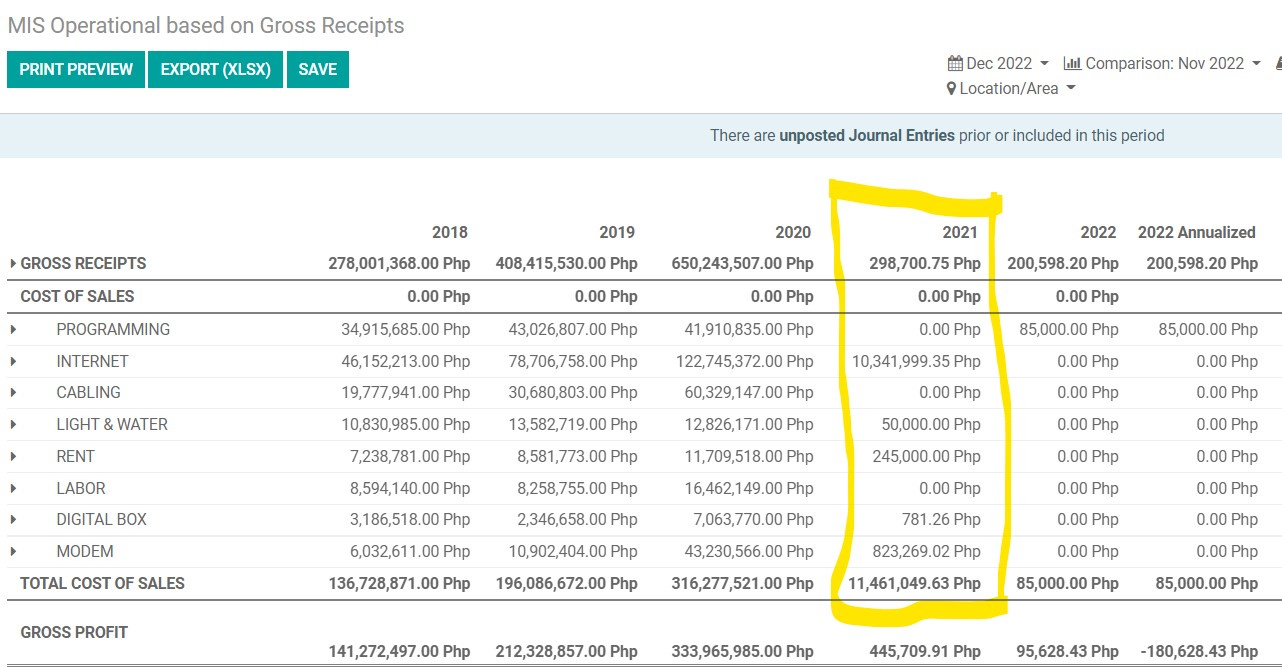 MIS Operational based on Gross Receipts
PRINT PREVIEW EXPORT (XLSX) SAVE
Dec 2022 Comparison: Nov 2022
Location/Area
There are unposted Journal Entries prior or included in this period
2018 2019 2020 2021 2022 2022 Annualized
GROSS RECEIPTS 278,001,368.00 Php 408,415,530.00 Php 650,243,507.00 Php 298,700.75 Php 200,598.20 Php 200,598.20 Php
COST OF SALES 0.00 Php 0.00 Php 0.00 Php 0.00 Php 0.00 Php
PROGRAMMING 34,915,685.00 Php 43,026,807.00 Php 41,910,835.00 Php 0.00 Php 85,000.00 Php 85,000.00 Php
INTERNET 46,152,213.00 Php 78,706,758.00 Php 122,745,372.00 Php 10,341,999.35 Php 0.00 Php 0.00 Php
CABLING 19,777,941.00 Php 30,680,803.00 Php 60,329,147.00 Php 0.00 Php 0.00 Php 0.00 Php
LIGHT & WATER 10,830,985.00 Php 13,582,719.00 Php 12,826,171.00 Php 50,000.00 Php 0.00 Php 0.00 Php
RENT 7,238,781.00 Php 8,581,773.00 Php 11,709,518.00 Php 245,000.00 Php 0.00 Php 0.00 Php
LABOR 8,594,140.00 Php 8,258,755.00 Php 16,462,149.00 Php 0.00 Php 0.00 Php 0.00 Php
DIGITAL BOX 3,186,518.00 Php 2,346,658.00 Php 7,063,770.00 Php 781.26 Php 0.00 Php 0.00 Php
MODEM 6,032,611.00 Php 10,902,404.00 Php 43,230,566.00 Php 823,269.02 Php 0.00 Php 0.00 Php
TOTAL COST OF SALES 136,728,871.00 Php 196,086,672.00 Php 316,277,521.00 Php 11,461,049.63 Php 85,000.00 Php 85,000.00 Php
GROSS PROFIT
141,272,497.00 Php 212,328,857.00 Php 333,965,985.00 Php 445,709.91 Php 95,628.43 Php -180,628.43 Php